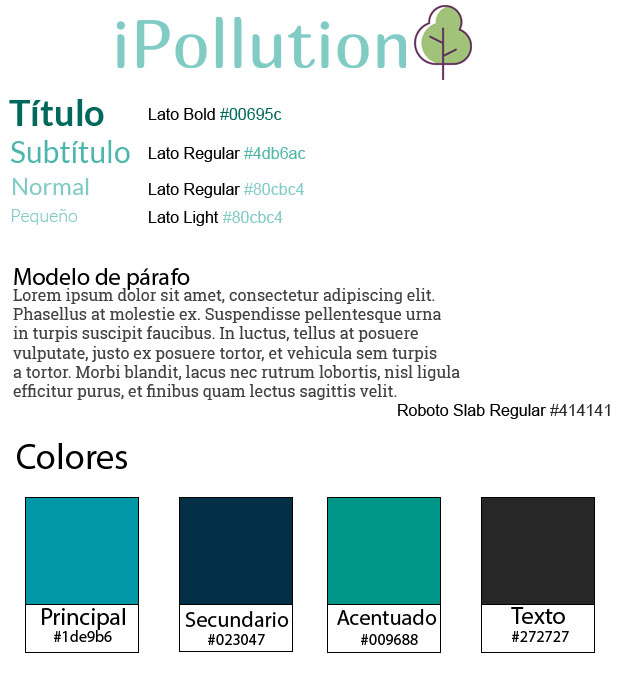 iPollution
Título Lato Bold #00695c
Subtítulo Lato Regular #4db6ac
Normal Lato Regular #80cbc4
Pequeño Lato Light #80cbc4
Modelo de párafo
Lorem ipsum dolor sit amet, consectetur adipiscing elit.
Phasellus at molestie ex. Suspendisse pellentesque urna
in turpis suscipit faucibus. In luctus, tellus at posuere
vulputate, justo ex posuere tortor, et vehicula sem turpis
a tortor. Morbi blandit, lacus nec rutrum lobortis, nisl ligula
efficitur purus, et finibus quam lectus sagittis velit.
Roboto Slab Regular #414141
Colores
Principal Secundario Acentuado Texto
#1de9b6 #023047 #009688 #272727